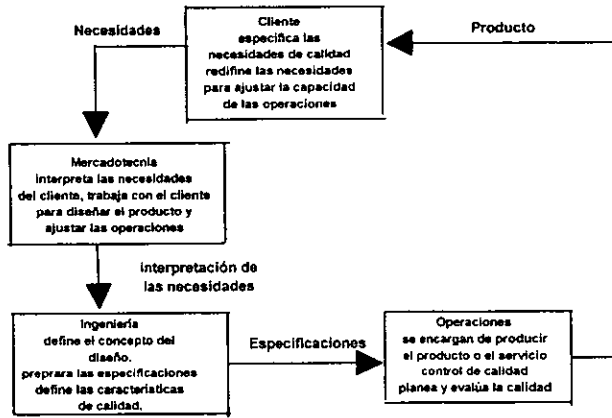 Necesidades
Cliente
especifica las
necesidades de calidad
redifine las necesidades
para ajustar la capacidad
de las operaciones
Producto
Mercadotecnia
interpreta las necesidades
del cliente, trabaja con el cliente
para diseñar el producto y
ajustar las operaciones
interpretación de
las necesidades
Ingeniería
define el concepto del
diseño.
preprara las especificaciones
define las características
de calidad.
Especificaciones
Operaciones
se encargan de producir
el producto o el servicio
control de calidad
planea y evalúa la calidad